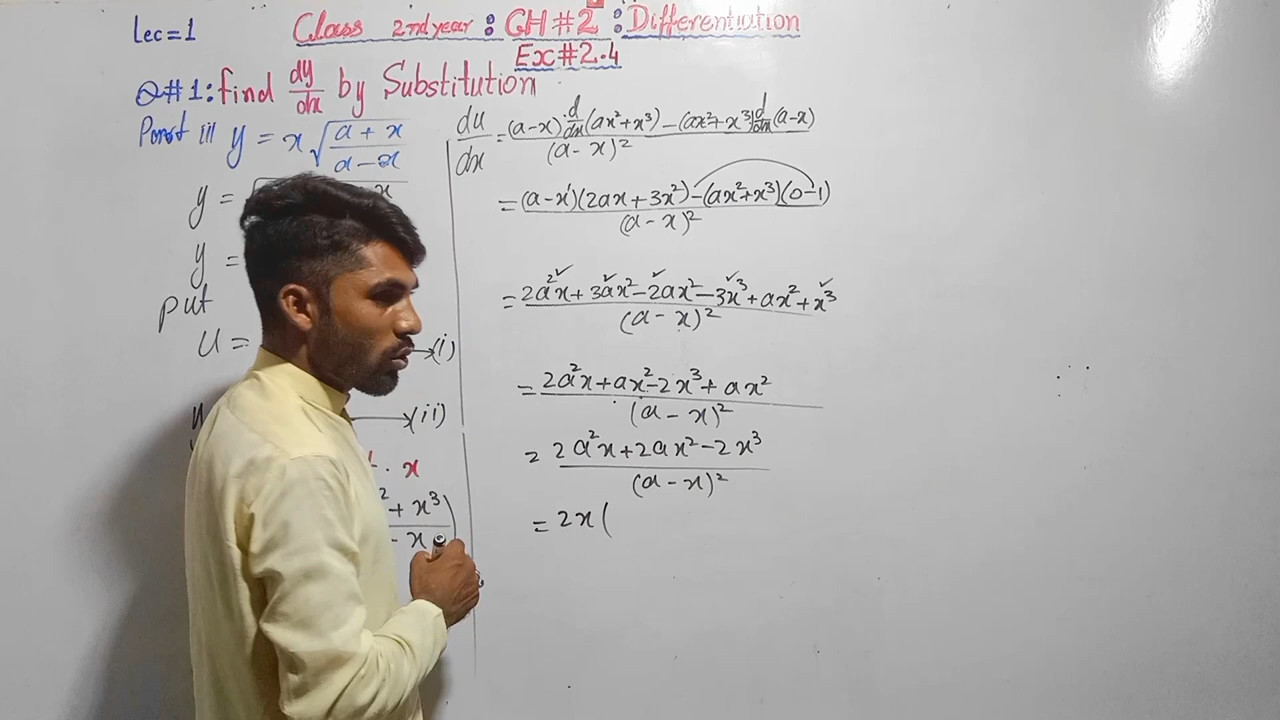 Lec=1
Class 2nd year : CH#2 : Differentiation
Ex#2.4
Q#1: Find dy/dx by Substitution
Part iii y = x √((a + x)/(a - x))
y =
y =
put
u = → (i)
→ (ii)
· x
² + x³
- x
du/dx = ((a-x)·d/dx(ax²+x³) - (ax²+x³)d/dx(a-x))/(a-x)²
= ((a-x)(2ax+3x²) - (ax²+x³)(0-1))/(a-x)²
= (2a²x + 3ax² - 2ax² - 3x³ + ax² + x³)/(a-x)²
= (2a²x + ax² - 2x³ + ax²)/(a-x)²
= (2a²x + 2ax² - 2x³)/(a-x)²
= 2x(